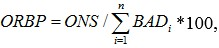 ORBP = ONS / ∑_{i=1}^{n} BAD_i *100,